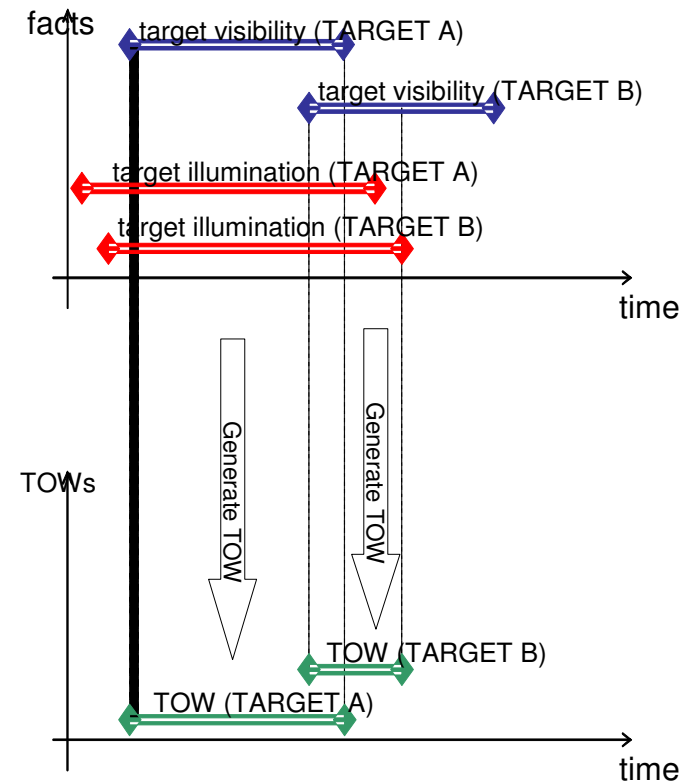 facts
target visibility (TARGET A)
target visibility (TARGET B)
target illumination (TARGET A)
target illumination (TARGET B)
time
Generate TOW
Generate TOW
TOWs
TOW (TARGET B)
TOW (TARGET A)
time